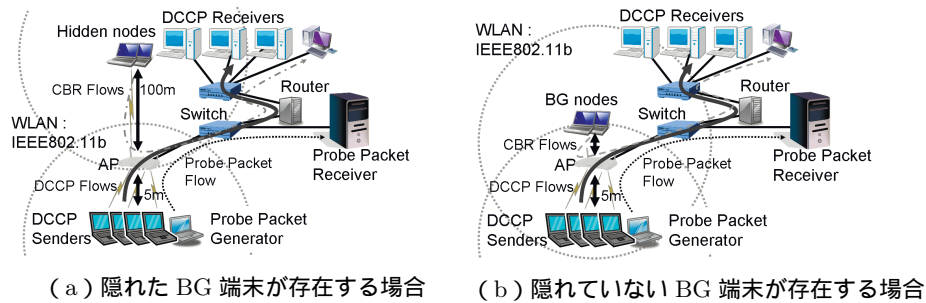 DCCP Receivers
Hidden nodes
CBR Flows
100m
Router
Switch
WLAN :
IEEE802.11b
AP
Probe Packet
Flow
Probe Packet
Receiver
DCCP Flows
5m
DCCP
Senders
Probe Packet
Generator
(a)隠れた BG 端末が存在する場合
DCCP Receivers
WLAN :
IEEE802.11b
Router
BG nodes
Switch
CBR Flows
AP
Probe Packet
Flow
Probe Packet
Receiver
DCCP Flows
5m
DCCP
Senders
Probe Packet
Generator
(b)隠れていない BG 端末が存在する場合